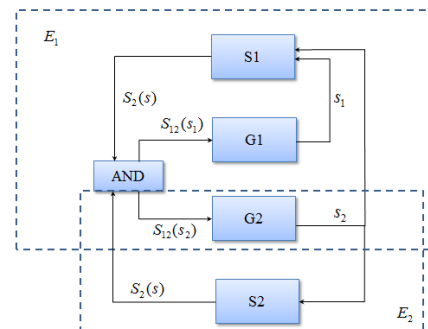 E₁
S1
S₂(s)
S₁₂(s₁)
G1
s₁
AND
S₁₂(s₂)
G2
s₂
S₂(s)
S2
E₂